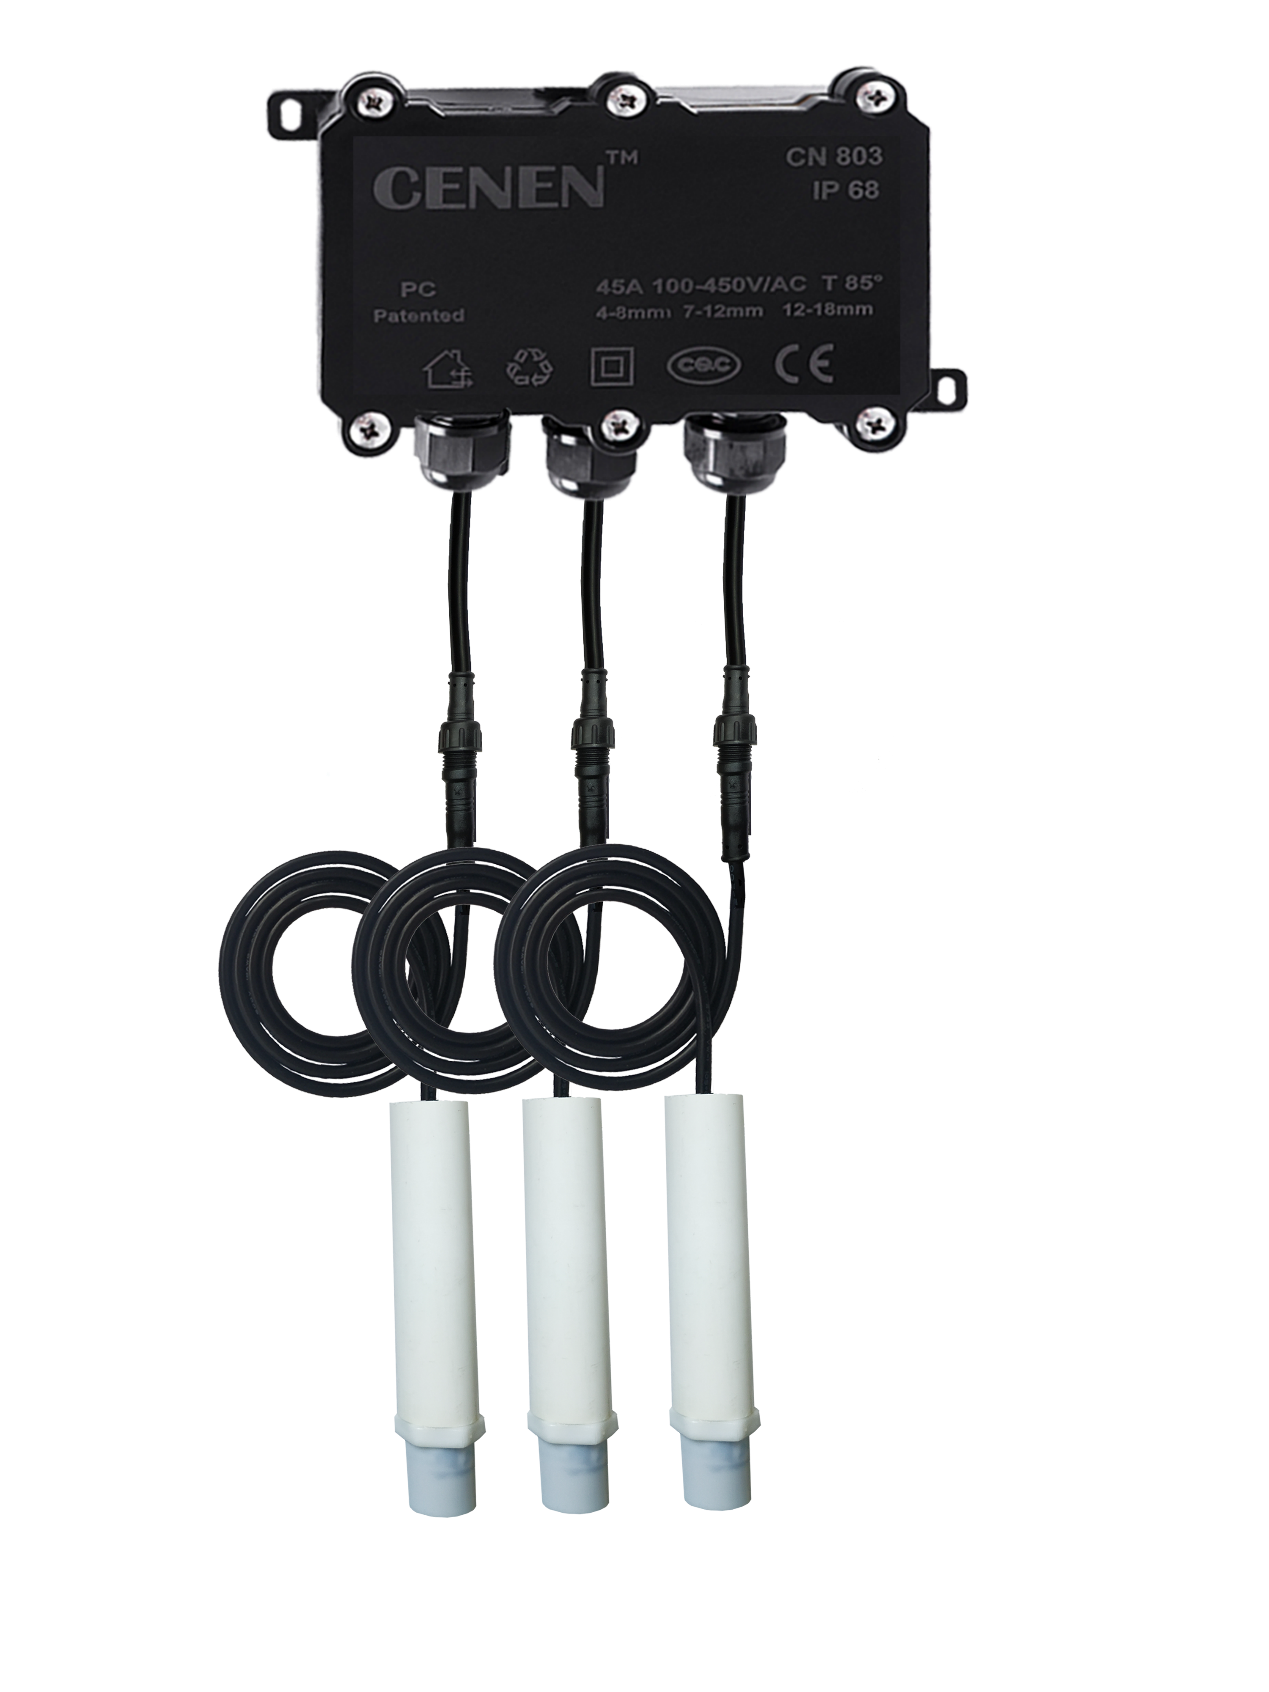 CENEN™
CN 803
IP 68
PC
Patented
45A 100-450V/AC T 85°
4-8mm 7-12mm 12-18mm
CQC
CE